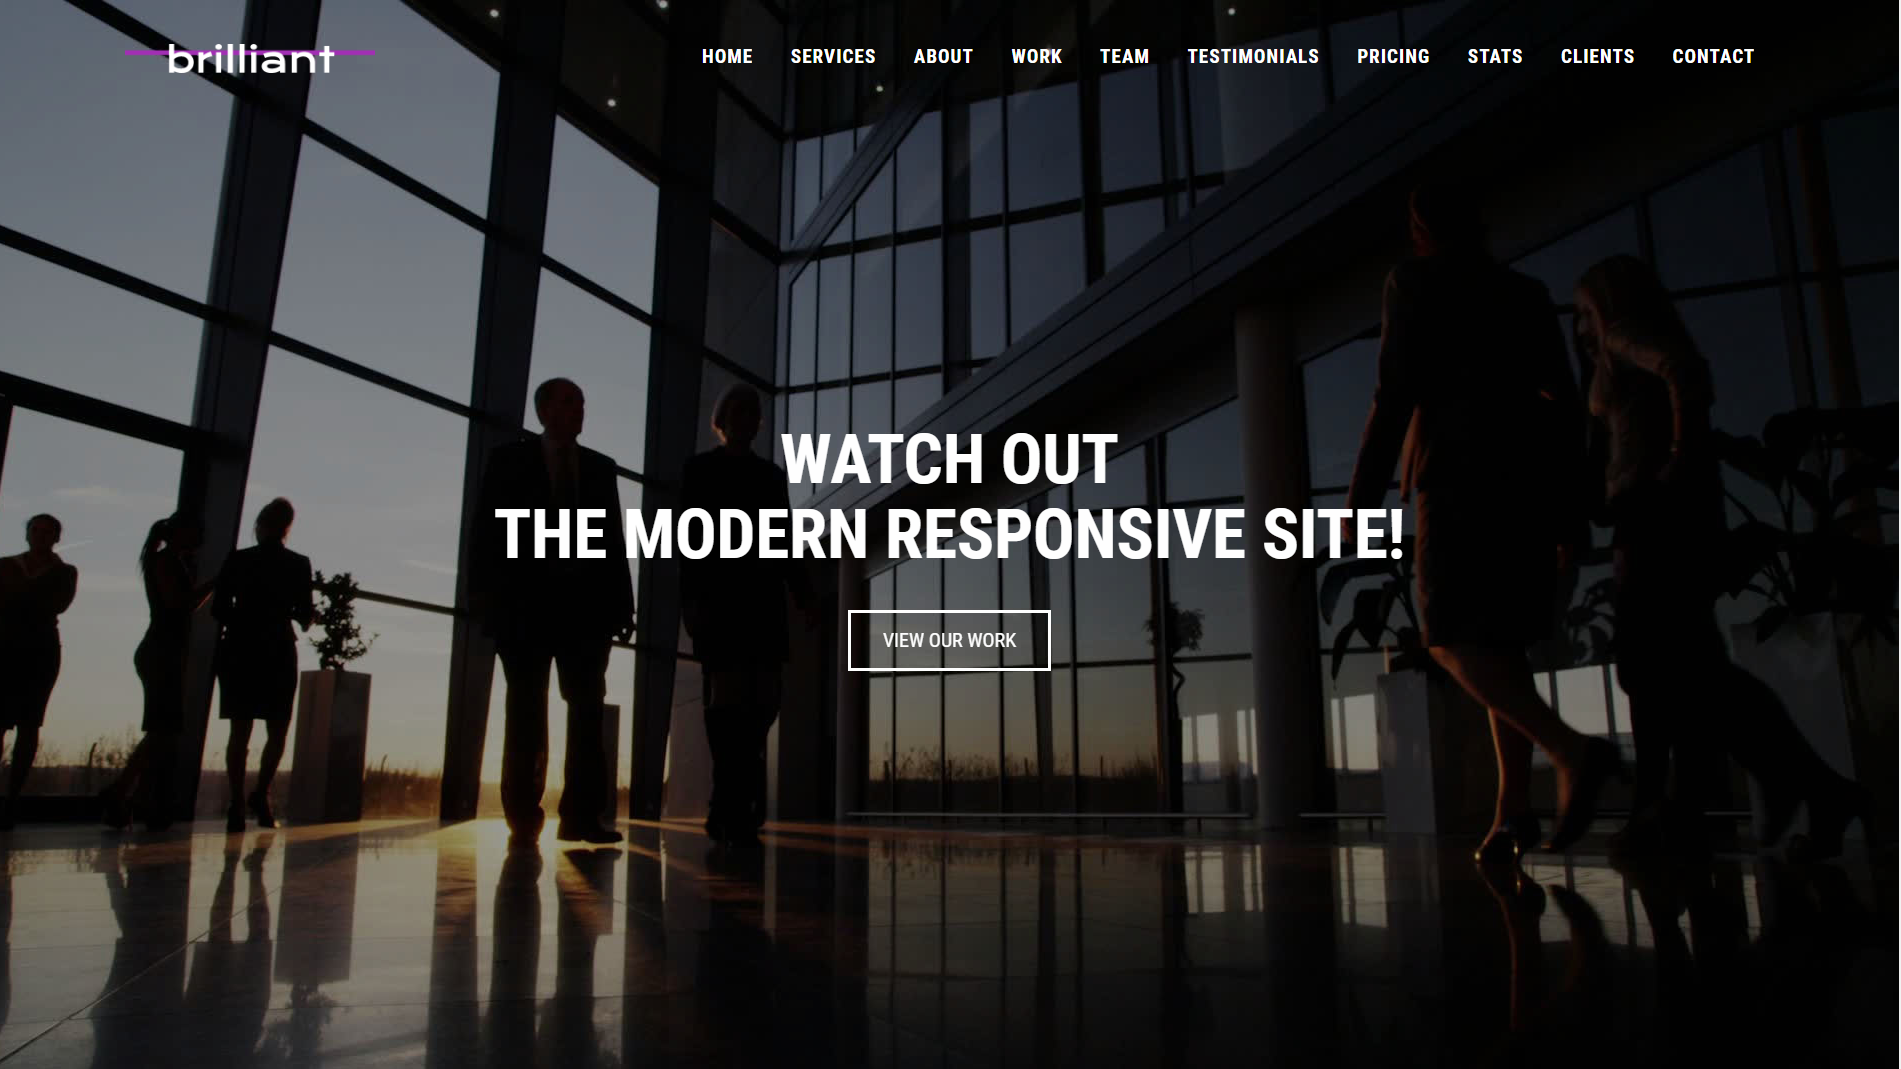 brilliant
HOME SERVICES ABOUT WORK TEAM TESTIMONIALS PRICING STATS CLIENTS CONTACT
WATCH OUT
THE MODERN RESPONSIVE SITE!
VIEW OUR WORK